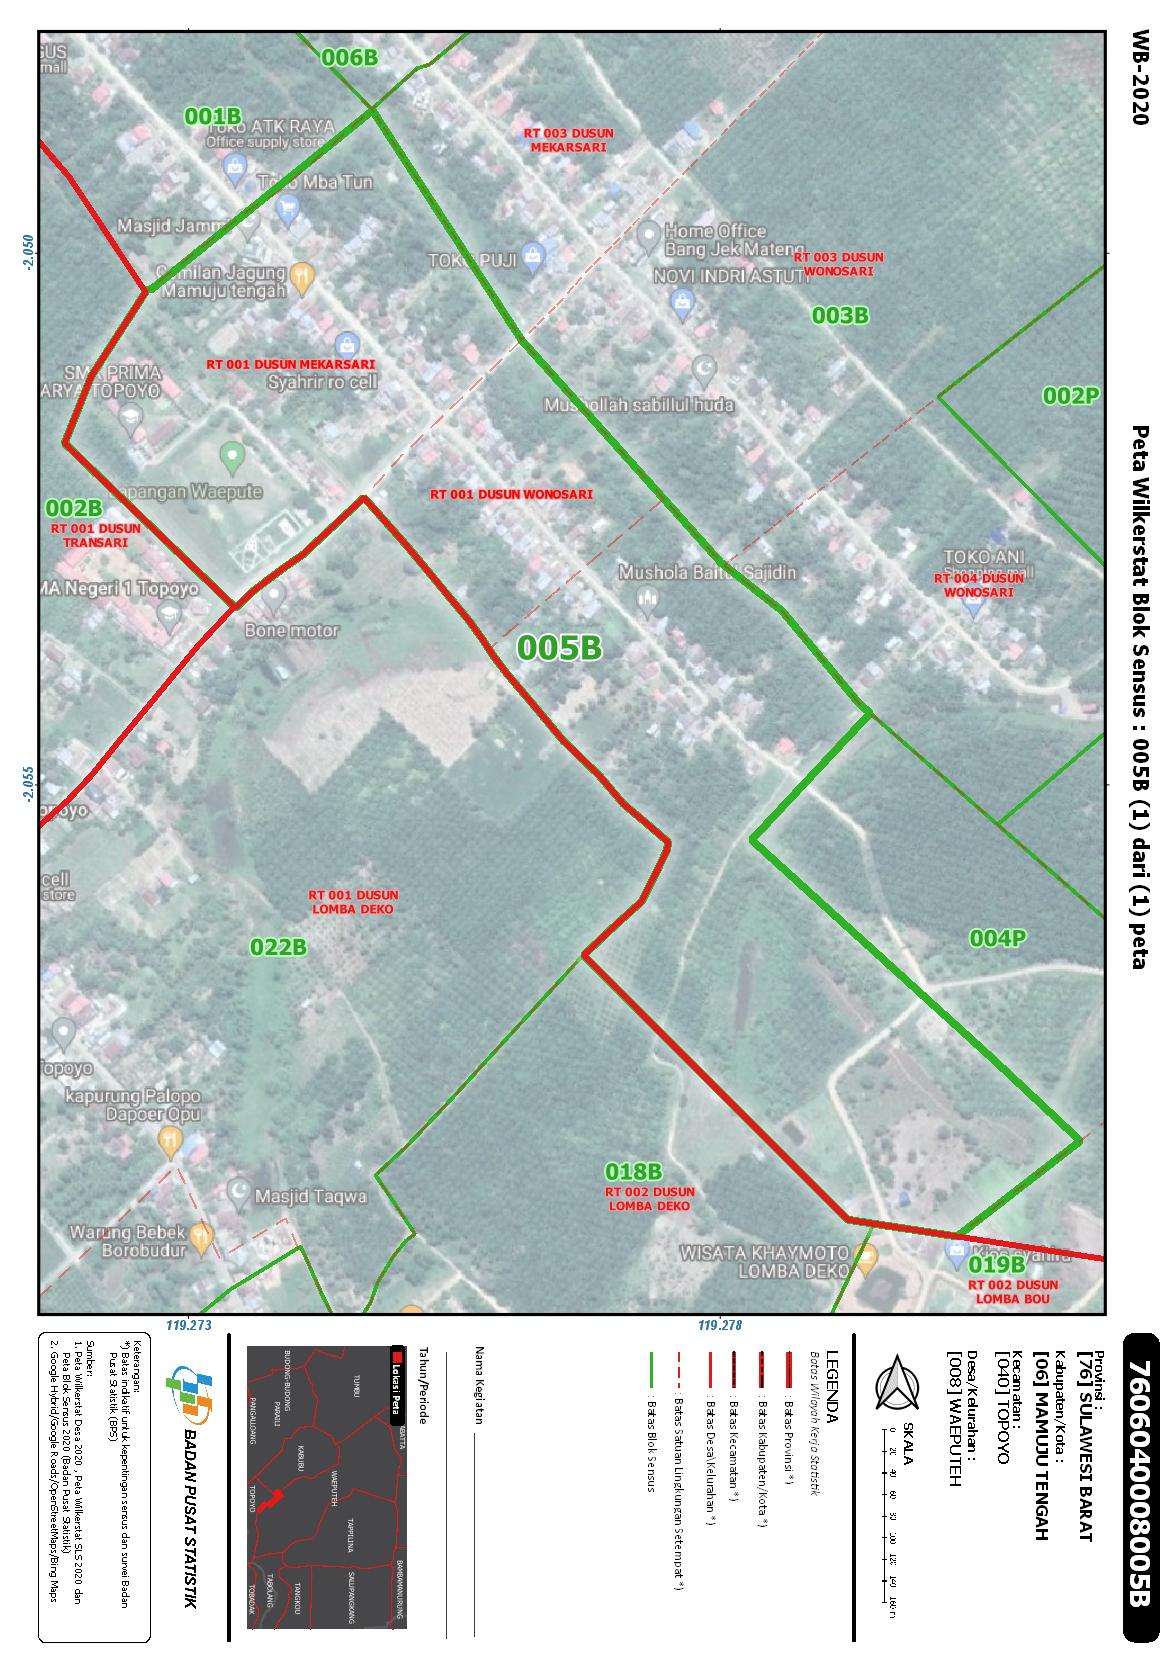 WB-2020
Peta Wilkerstat Blok Sensus : 005B (1) dari (1) peta
006B
001B
Toko ATK RAYA
Office supply store
Toko Mba Tun
Masjid Jammi
Cemilan Jagung
Mamuju tengah
RT 003 DUSUN
MEKARSARI
Home Office
Bang Jek Mateng
TOKO PUJI
NOVI INDRI ASTUTI
RT 003 DUSUN
WONOSARI
003B
-2.050
SMA PRIMA
ARYA TOPOYO
RT 001 DUSUN MEKARSARI
Syahrir ro cell
Mushollah sabillul huda
002P
Lapangan Waepute
RT 001 DUSUN WONOSARI
002B
RT 001 DUSUN
TRANSARI
MA Negeri 1 Topoyo
Bone motor
Mushola Baitul Sajidin
TOKO ANI
Shopping mall
RT 004 DUSUN
WONOSARI
005B
-2.055
opoyo
cell
store
RT 001 DUSUN
LOMBA DEKO
022B
004P
opoyo
kapurung Palopo
Dapoer Opu
Masjid Taqwa
Warung Bebek
Borobudur
018B
RT 002 DUSUN
LOMBA DEKO
WISATA KHAYMOTO
LOMBA DEKO
019B
RT 002 DUSUN
LOMBA BOU
119.273
119.278
7606040008005B
Provinsi :
[76] SULAWESI BARAT
Kabupaten/Kota :
[06] MAMUJU TENGAH
Kecamatan :
[040] TOPOYO
Desa/Kelurahan :
[008] WAEPUTEH
SKALA
0 20 40 60 80 100 120 140 160 m
LEGENDA
Batas Wilayah Kerja Statistik
: Batas Provinsi *)
: Batas Kabupaten/Kota *)
: Batas Kecamatan *)
: Batas Desa\Kelurahan *)
: Batas Satuan Lingkungan Setempat *)
: Batas Blok Sensus
Nama Kegiatan
Tahun/Periode
Lokasi Peta
TUMBU
BUDONG-BUDONG
PARAILI
PANGALLOANG
KABUBU
WAEPUTEH
TOPOYO
TAPPILINA
BAMBAMANURUNG
SALUPANGKANG
TANGKOU
TABOLANG
TOBADAK
BADAN PUSAT STATISTIK
Keterangan:
*) Batas indikatif untuk kepentingan sensus dan survei Badan
Pusat Statistik (BPS)
Sumber:
1. Peta Wilkerstat Desa 2020 , Peta Wilkerstat SLS 2020 dan
Peta Blok Sensus 2020 (Badan Pusat Statistik)
2. Google Hybrid/Google Roads/OpenStreetMaps/Bing Maps